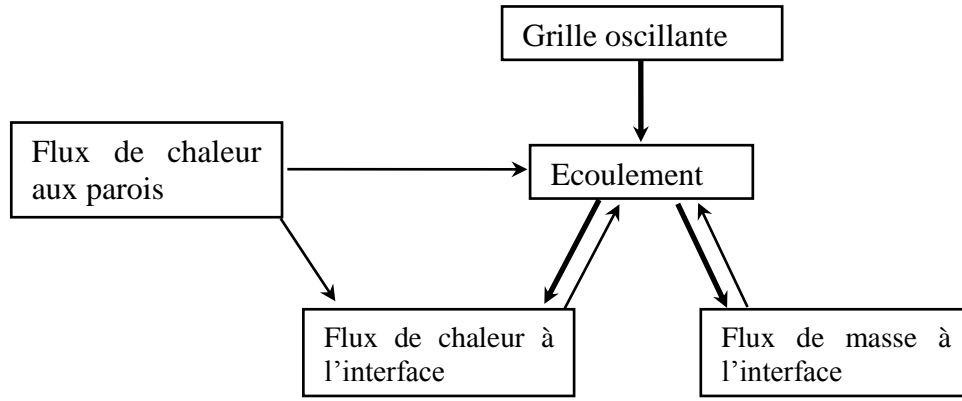 Grille oscillante
Flux de chaleur
aux parois
Ecoulement
Flux de chaleur à
l'interface
Flux de masse à
l'interface